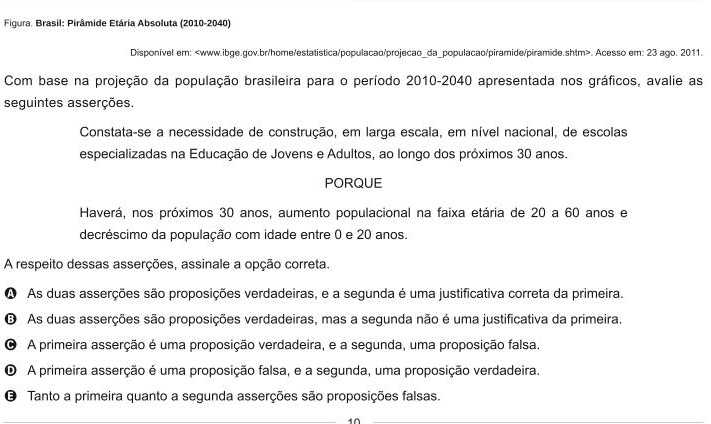 Figura. Brasil: Pirâmide Etária Absoluta (2010-2040)
Disponível em: <www.ibge.gov.br/home/estatistica/populacao/projecao_da_populacao/piramide/piramide.shtm>. Acesso em: 23 ago. 2011.
Com base na projeção da população brasileira para o período 2010-2040 apresentada nos gráficos, avalie as
seguintes asserções.
Constata-se a necessidade de construção, em larga escala, em nível nacional, de escolas
especializadas na Educação de Jovens e Adultos, ao longo dos próximos 30 anos.
PORQUE
Haverá, nos próximos 30 anos, aumento populacional na faixa etária de 20 a 60 anos e
decréscimo da população com idade entre 0 e 20 anos.
A respeito dessas asserções, assinale a opção correta.
A As duas asserções são proposições verdadeiras, e a segunda é uma justificativa correta da primeira.
B As duas asserções são proposições verdadeiras, mas a segunda não é uma justificativa da primeira.
C A primeira asserção é uma proposição verdadeira, e a segunda, uma proposição falsa.
D A primeira asserção é uma proposição falsa, e a segunda, uma proposição verdadeira.
E Tanto a primeira quanto a segunda asserções são proposições falsas.
10